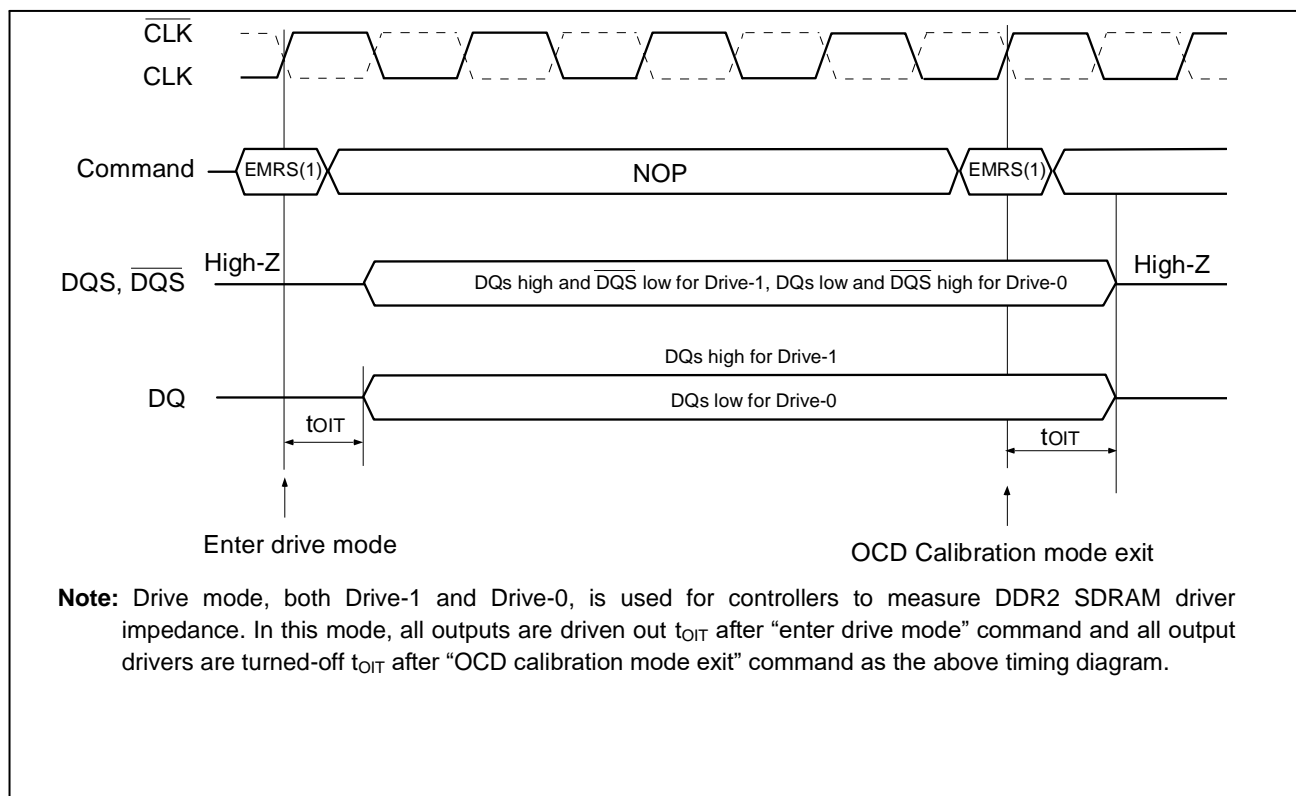 CLK
CLK
Command
EMRS(1)
NOP
EMRS(1)
High-Z
High-Z
DQS, DQS
DQs high and DQS low for Drive-1, DQs low and DQS high for Drive-0
DQs high for Drive-1
DQ
DQs low for Drive-0
tOIT
tOIT
Enter drive mode
OCD Calibration mode exit
Note: Drive mode, both Drive-1 and Drive-0, is used for controllers to measure DDR2 SDRAM driver
impedance. In this mode, all outputs are driven out tOIT after “enter drive mode” command and all output
drivers are turned-off tOIT after “OCD calibration mode exit” command as the above timing diagram.